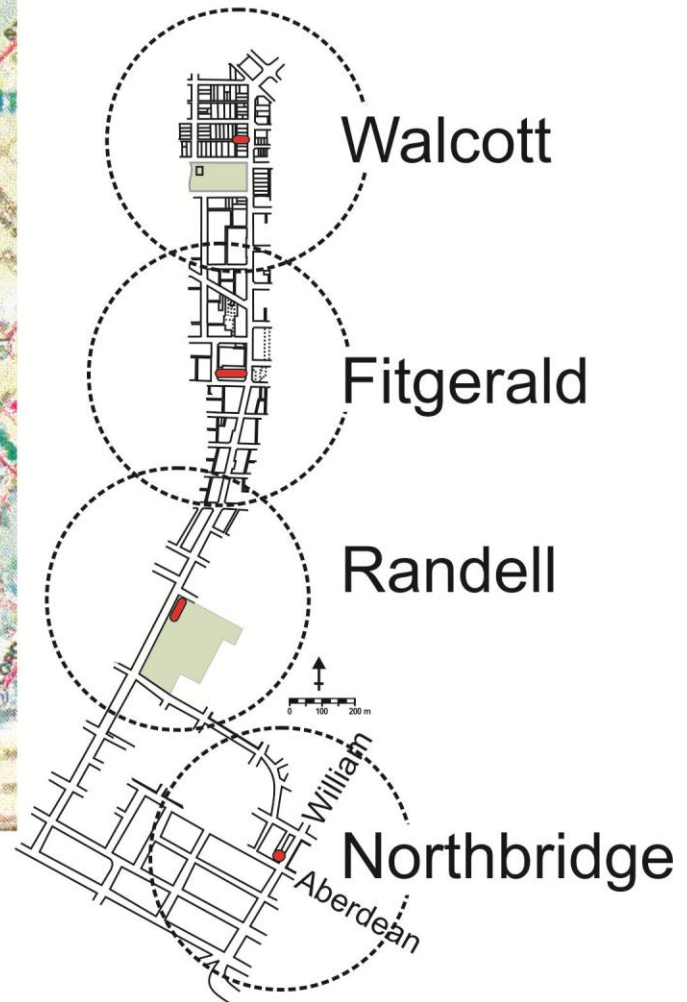 Walcott
Fitgerald
Randell
0 100 200 m
William
Northbridge
Aberdean